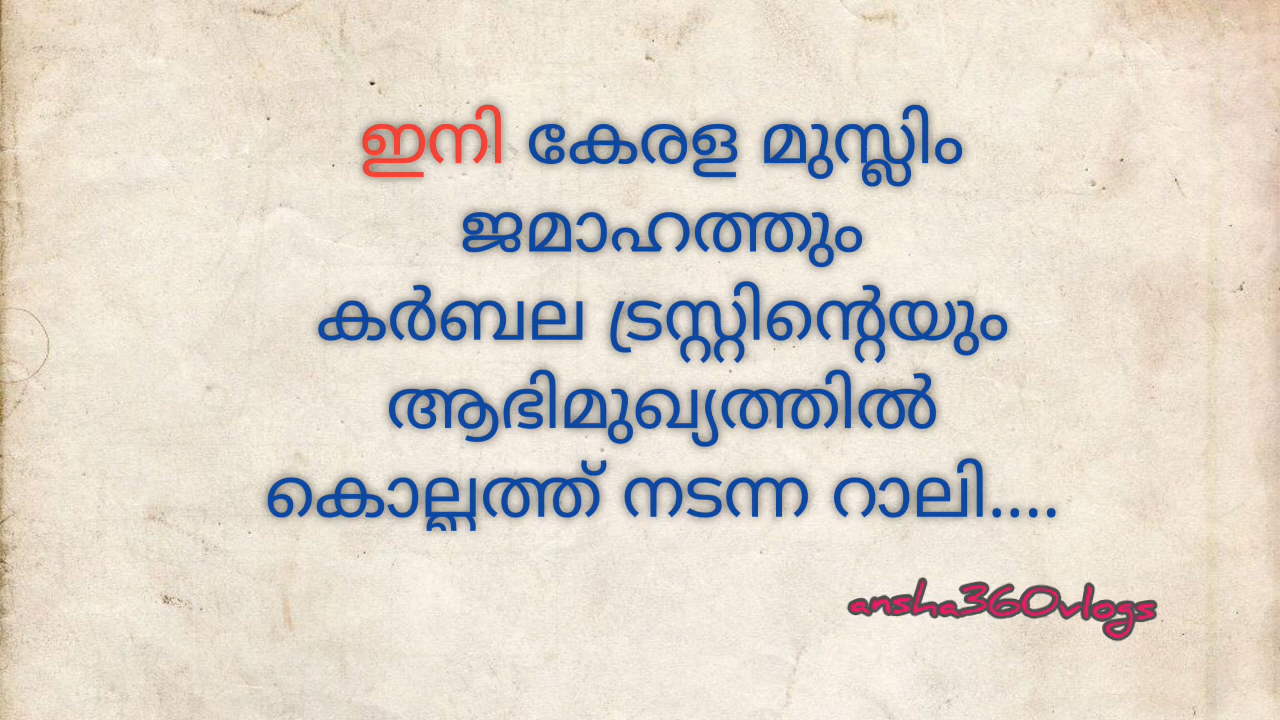 ഇനി കേരള മുസ്ലിം
ജമാഹത്തും
കർബല ട്രസ്റ്റിന്റെയും
ആഭിമുഖ്യത്തിൽ
കൊല്ലത്ത് നടന്ന റാലി....
ansha360vlogs